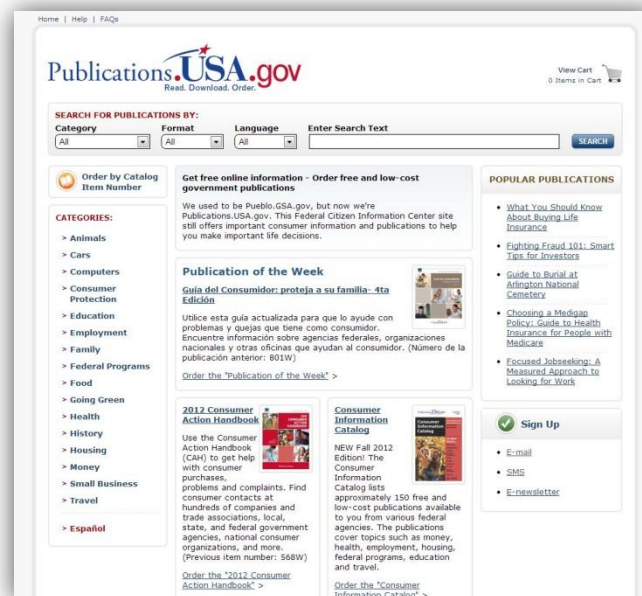 Home | Help | FAQs
Publications.USA.gov
Read. Download. Order.
View Cart
0 Items in Cart
SEARCH FOR PUBLICATIONS BY:
Category
Format
Language
Enter Search Text
All
All
All
SEARCH
Order by Catalog
Item Number
CATEGORIES:
> Animals
> Cars
> Computers
> Consumer
Protection
> Education
> Employment
> Family
> Federal Programs
> Food
> Going Green
> Health
> History
> Housing
> Money
> Small Business
> Travel
> Español
Get free online information - Order free and low-cost
government publications
We used to be Pueblo.GSA.gov, but now we're
Publications.USA.gov. This Federal Citizen Information Center site
still offers important consumer information and publications to help
you make important life decisions.
Publication of the Week
Guía del Consumidor: proteja a su familia- 4ta
Edición
Utilice esta guía actualizada para que lo ayude con
problemas y quejas que tiene como consumidor.
Encuentre información sobre agencias federales, organizaciones
nacionales y otras oficinas que ayudan al consumidor. (Número de la
publicación anterior: 801W)
Order the "Publication of the Week" >
2012 Consumer
Action Handbook
Use the Consumer
Action Handbook
(CAH) to get help
with consumer
purchases,
problems and complaints. Find
consumer contacts at
hundreds of companies and
trade associations, local,
state, and federal government
agencies, national consumer
organizations, and more.
(Previous item number: 568W)
Order the "2012 Consumer
Action Handbook" >
Consumer
Information
Catalog
NEW Fall 2012
Edition! The
Consumer
Information
Catalog lists
approximately 150 free and
low-cost publications available
to you from various federal
agencies. The publications
cover topics such as money,
health, employment, housing,
federal programs, education
and travel.
Order the "Consumer
Information Catalog" >
POPULAR PUBLICATIONS
What You Should Know
About Buying Life
Insurance
Fighting Fraud 101: Smart
Tips for Investors
Guide to Burial at
Arlington National
Cemetery
Choosing a Medigap
Policy: Guide to Health
Insurance for People with
Medicare
Focused Jobseeking: A
Measured Approach to
Looking for Work
Sign Up
E-mail
SMS
E-newsletter